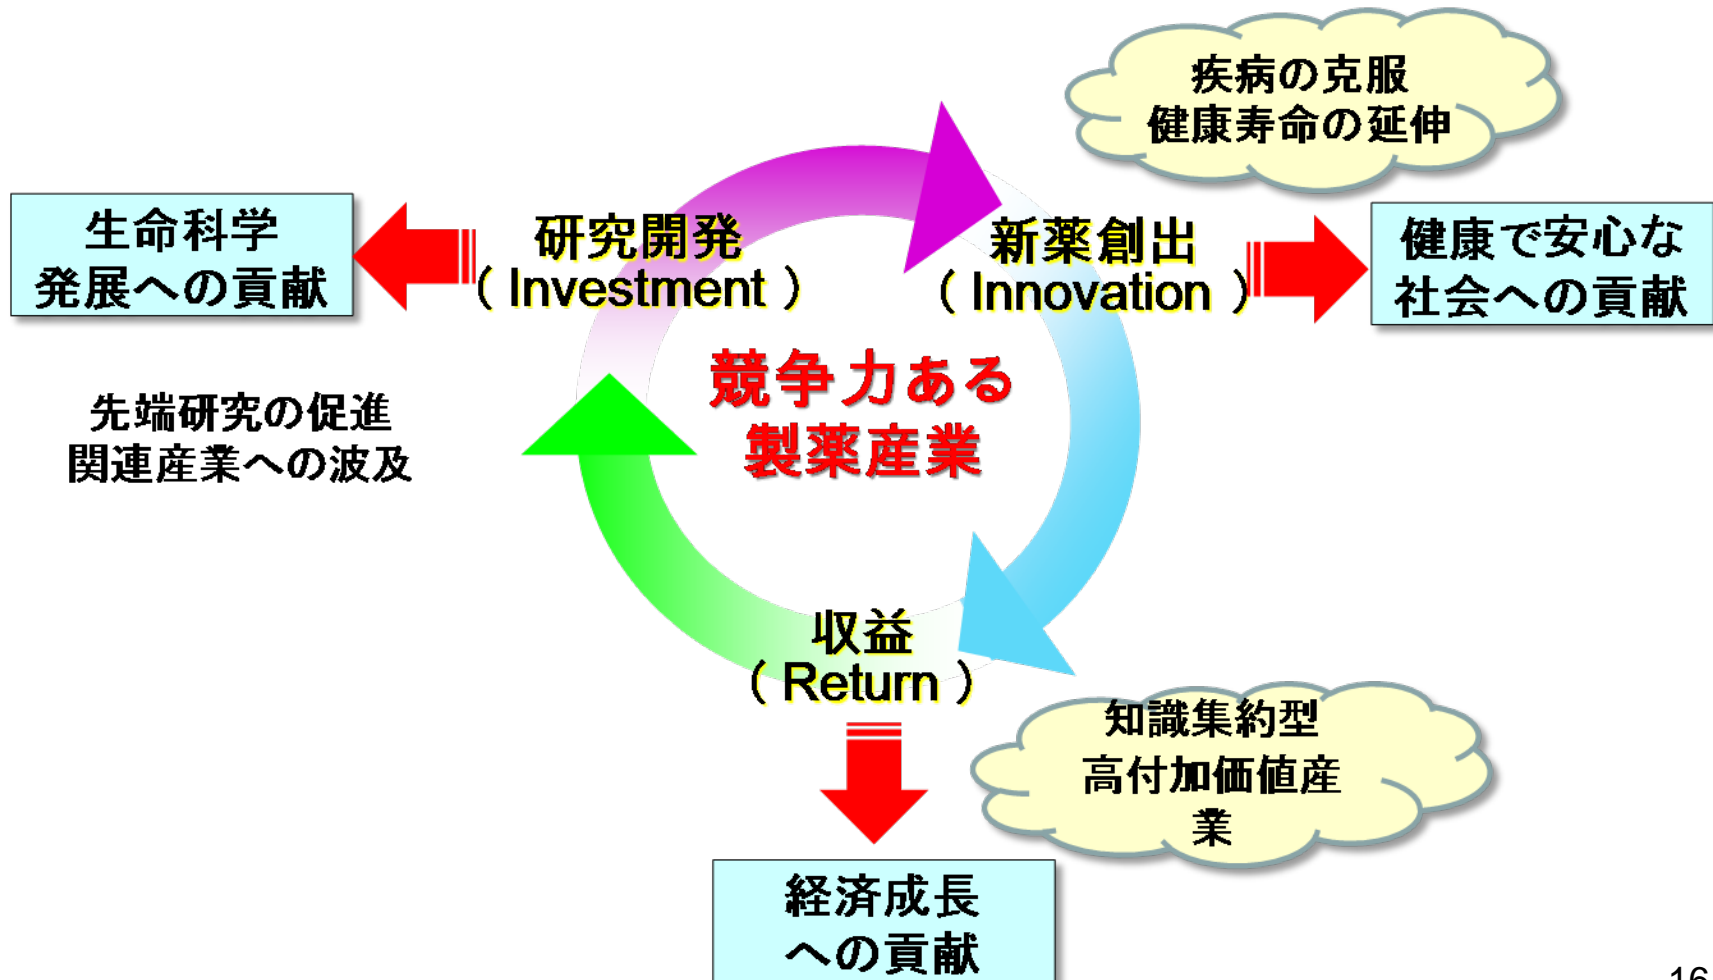 疾病の克服
健康寿命の延伸
生命科学
発展への貢献
研究開発
( Investment )
新薬創出
( Innovation )
健康で安心な
社会への貢献
競争力ある
製薬産業
先端研究の促進
関連産業への波及
収益
( Return )
知識集約型
高付加価値産
業
経済成長
への貢献
16